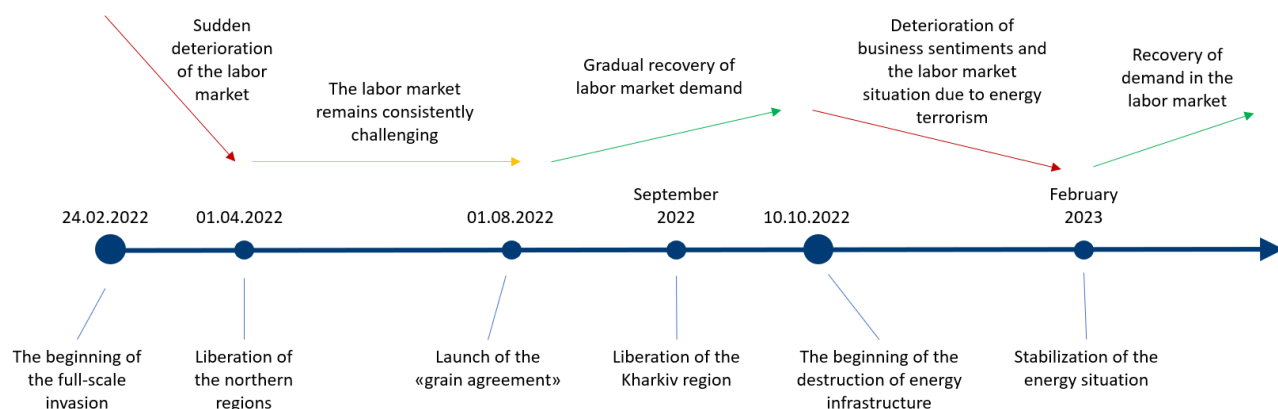 Sudden
deterioration
of the labor
market
The labor market
remains consistently
challenging
Gradual recovery of
labor market demand
Deterioration of
business sentiments and
the labor market
situation due to energy
terrorism
Recovery of
demand in the
labor market
24.02.2022
01.04.2022
01.08.2022
September
2022
10.10.2022
February
2023
The beginning of
the full-scale
invasion
Liberation of
the northern
regions
Launch of the
«grain agreement»
Liberation of the
Kharkiv region
The beginning of the
destruction of energy
infrastructure
Stabilization of the
energy situation